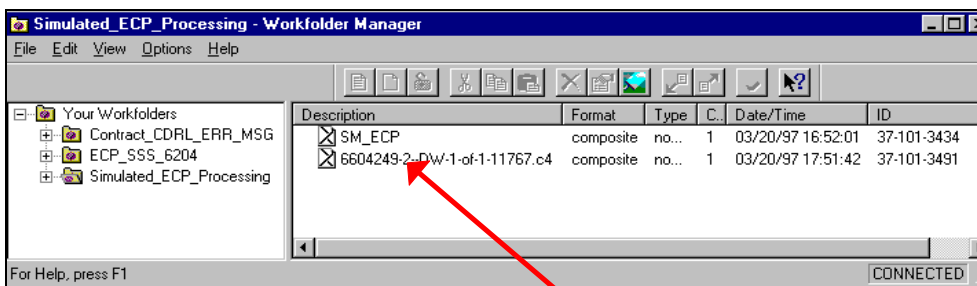 Simulated_ECP_Processing - Workfolder Manager
File Edit View Options Help
Your Workfolders
Contract_CDRL_ERR_MSG
ECP_SSS_6204
Simulated_ECP_Processing
Description Format Type C.. Date/Time ID
SM_ECP composite no... 1 03/20/97 16:52:01 37-101-3434
6604249-2--DW-1-of-1-11767.c4 composite no... 1 03/20/97 17:51:42 37-101-3491
For Help, press F1 CONNECTED